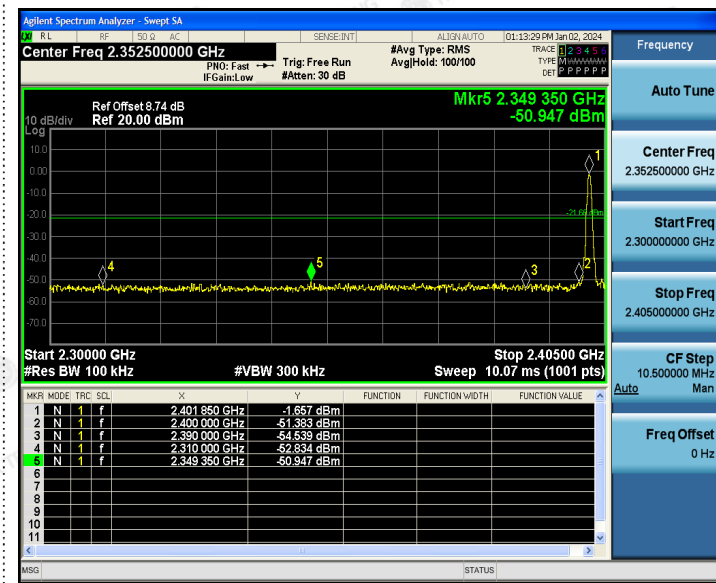 Agilent Spectrum Analyzer - Swept SA
RL RF 50 Ω AC SENSE:INT ALIGN AUTO 01:13:29 PM Jan 02, 2024
Center Freq 2.352500000 GHz
PNO: Fast
IFGain:Low
Trig: Free Run
#Atten: 30 dB
#Avg Type: RMS
Avg|Hold: 100/100
TRACE 1 2 3 4 5 6
TYPE M
DET P P P P P P
Mkr5 2.349 350 GHz
-50.947 dBm
Ref Offset 8.74 dB
Ref 20.00 dBm
10 dB/div
Log
10.0
0.00
-10.0
-20.0
-30.0
-40.0
-50.0
-60.0
-70.0
1
2
3
4
5
Start 2.30000 GHz
Stop 2.40500 GHz
#Res BW 100 kHz #VBW 300 kHz Sweep 10.07 ms (1001 pts)
MKR MODE TRC SCL X Y FUNCTION FUNCTION WIDTH FUNCTION VALUE
1 N 1 f 2.401 850 GHz -1.657 dBm
2 N 1 f 2.400 000 GHz -51.383 dBm
3 N 1 f 2.390 000 GHz -54.539 dBm
4 N 1 f 2.310 000 GHz -52.834 dBm
5 N 1 f 2.349 350 GHz -50.947 dBm
6
7
8
9
10
11
MSG STATUS
Frequency
Auto Tune
Center Freq
2.352500000 GHz
Start Freq
2.300000000 GHz
Stop Freq
2.405000000 GHz
CF Step
10.500000 MHz
Auto Man
Freq Offset
0 Hz